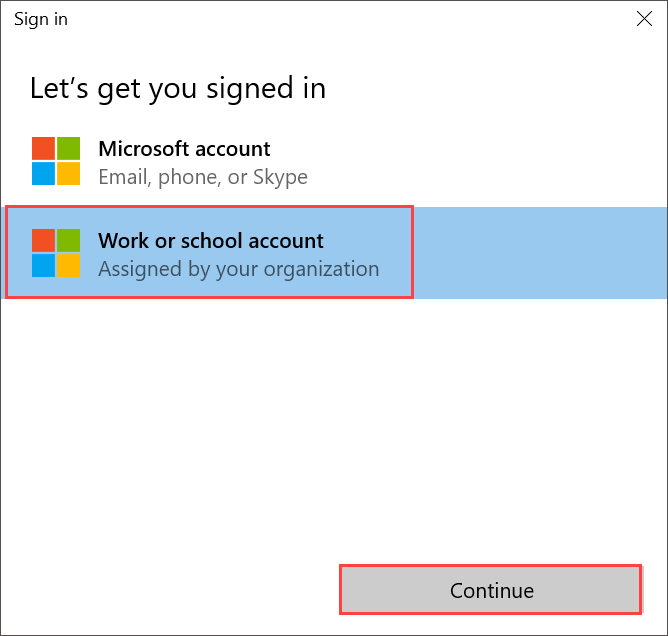 Sign in
Let’s get you signed in
Microsoft account
Email, phone, or Skype
Work or school account
Assigned by your organization
Continue